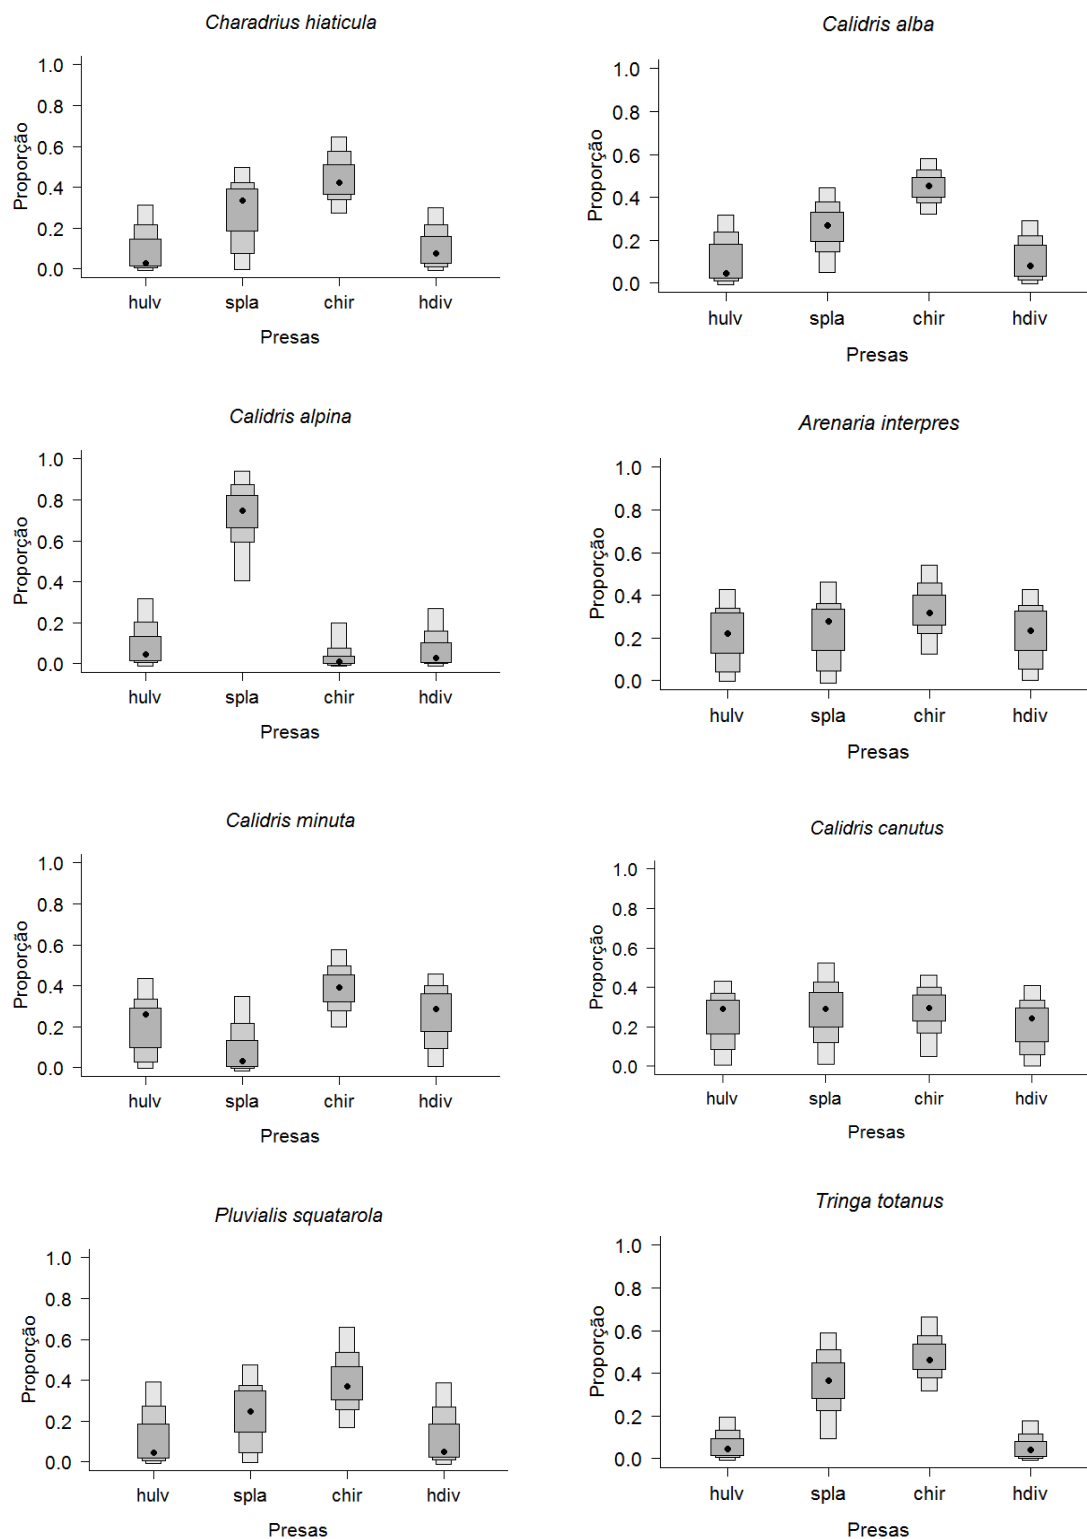 Charadrius hiaticula
Proporção
1.0
0.8
0.6
0.4
0.2
0.0
hulv spla chir hdiv
Presas
Calidris alba
Proporção
1.0
0.8
0.6
0.4
0.2
0.0
hulv spla chir hdiv
Presas
Calidris alpina
Proporção
1.0
0.8
0.6
0.4
0.2
0.0
hulv spla chir hdiv
Presas
Arenaria interpres
Proporção
1.0
0.8
0.6
0.4
0.2
0.0
hulv spla chir hdiv
Presas
Calidris minuta
Proporção
1.0
0.8
0.6
0.4
0.2
0.0
hulv spla chir hdiv
Presas
Calidris canutus
Proporção
1.0
0.8
0.6
0.4
0.2
0.0
hulv spla chir hdiv
Presas
Pluvialis squatarola
Proporção
1.0
0.8
0.6
0.4
0.2
0.0
hulv spla chir hdiv
Presas
Tringa totanus
Proporção
1.0
0.8
0.6
0.4
0.2
0.0
hulv spla chir hdiv
Presas